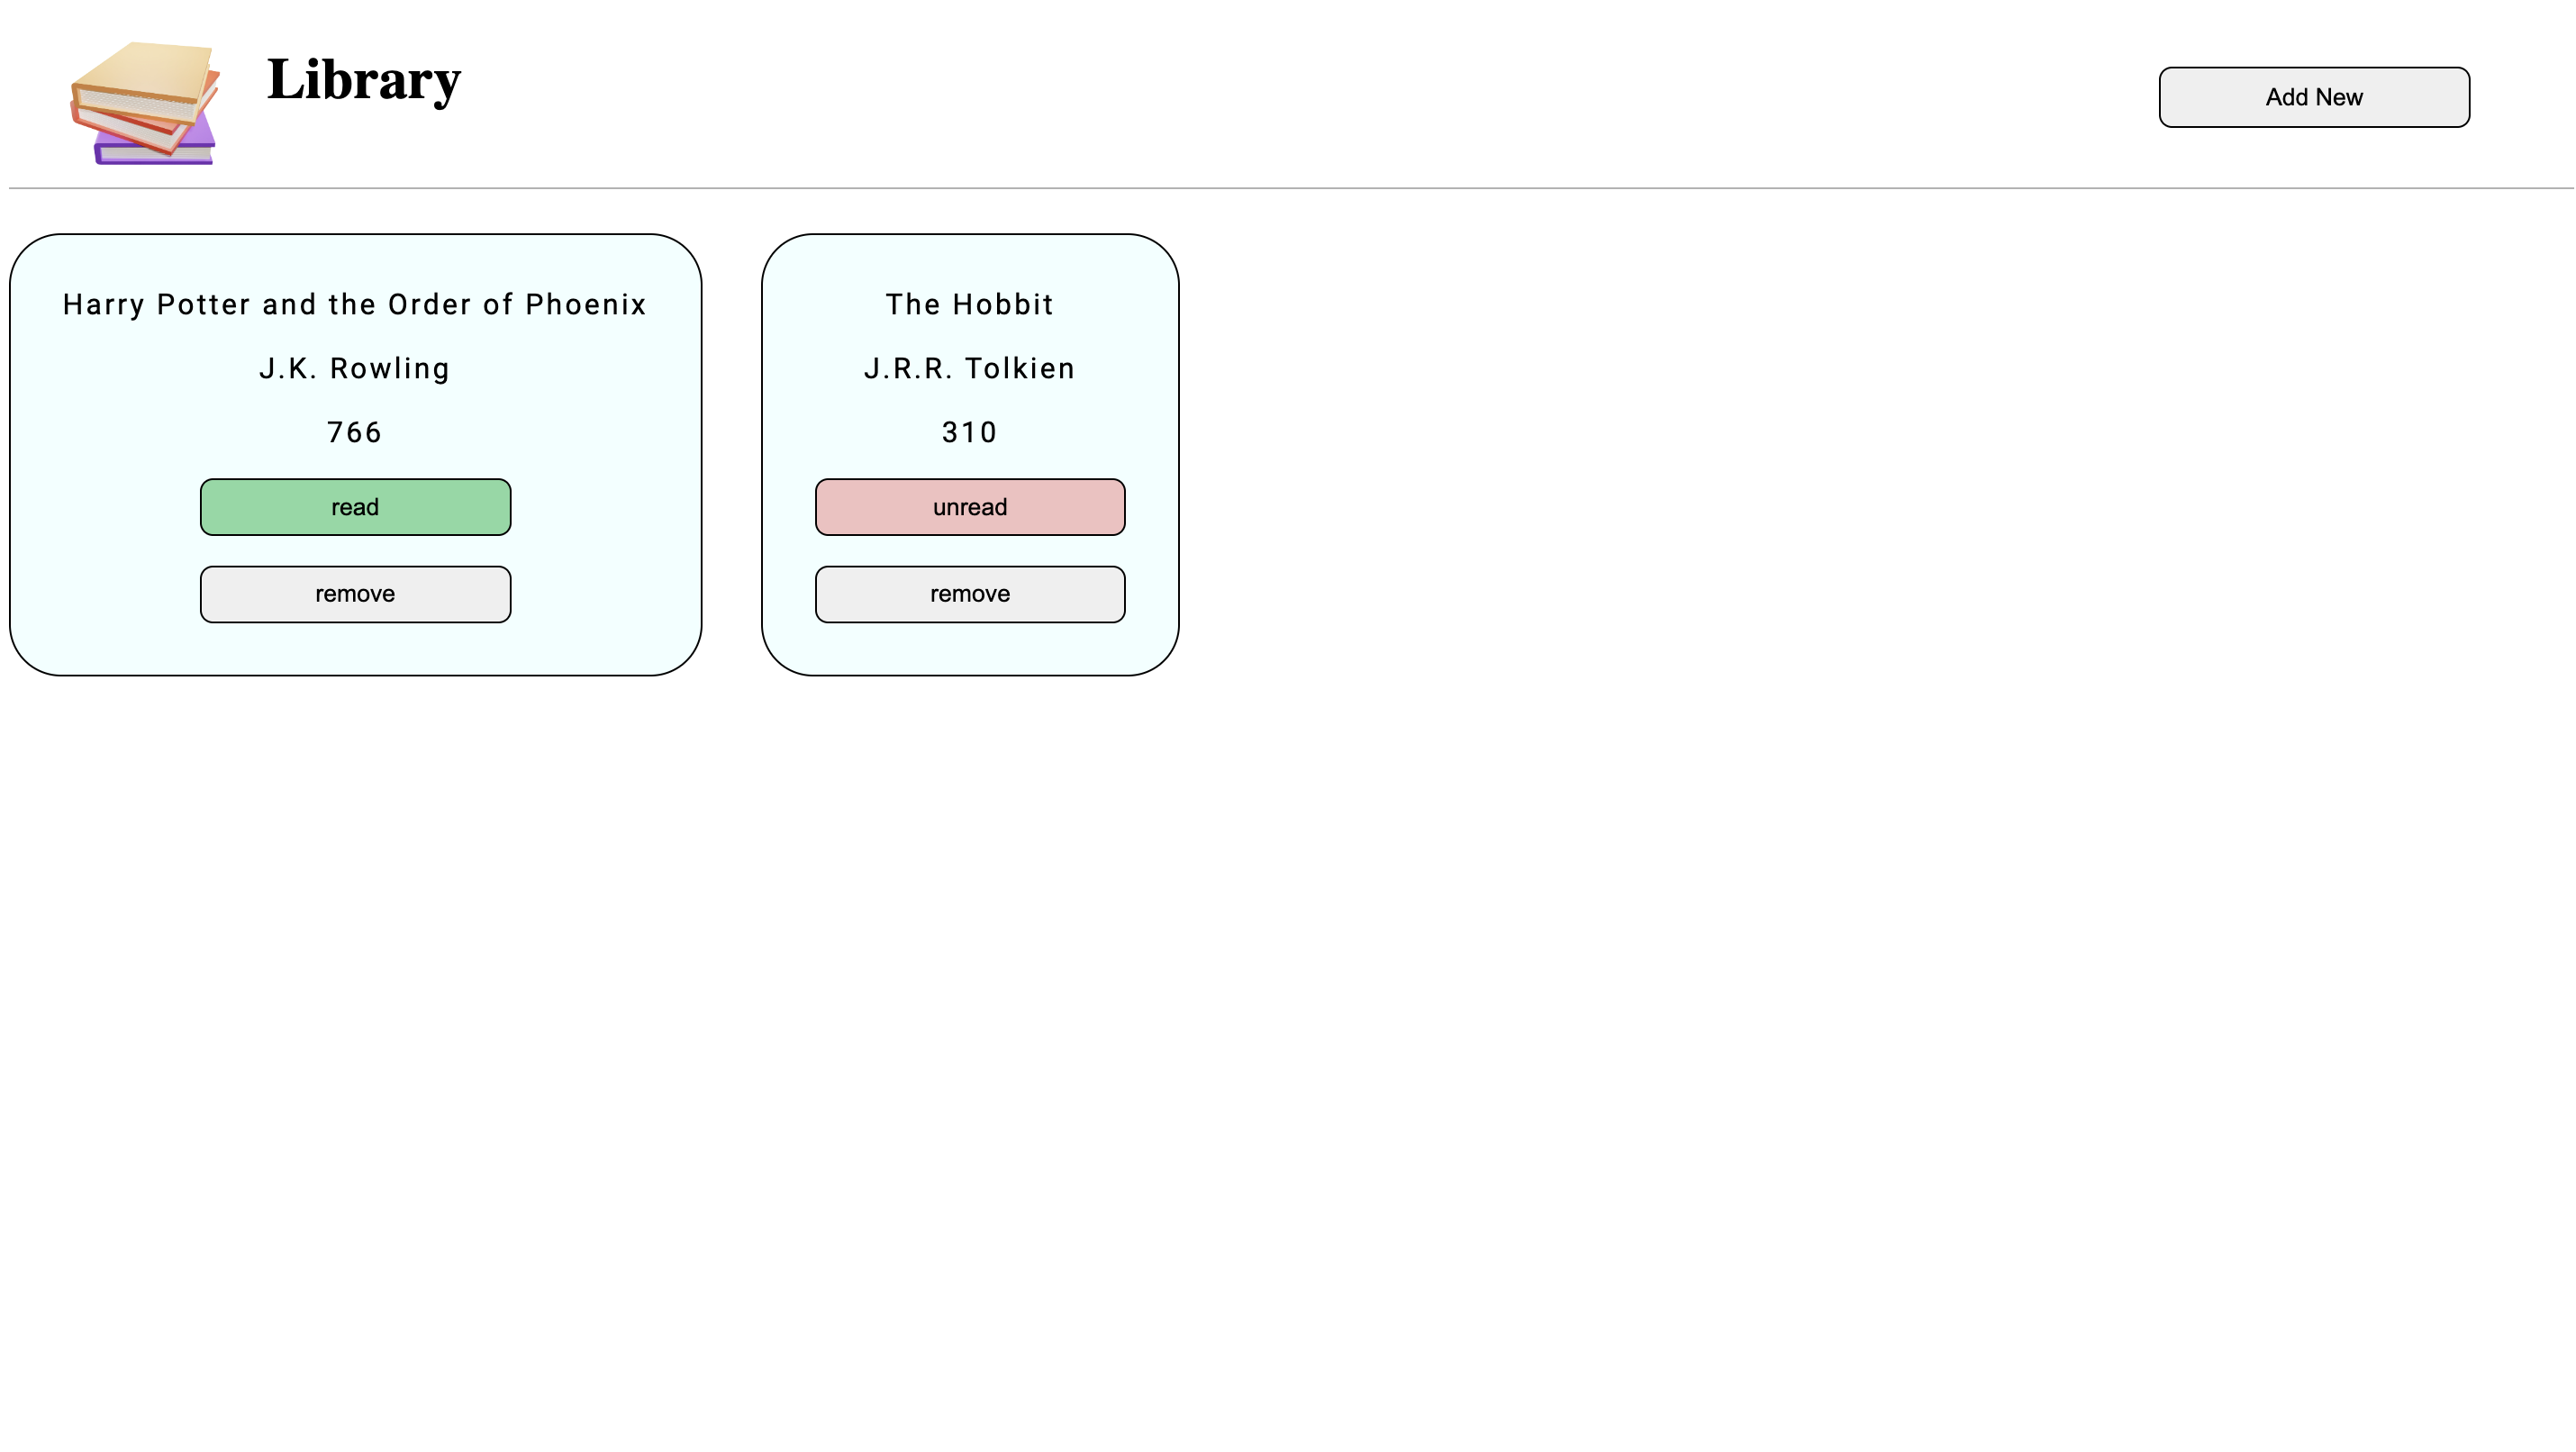 Library
Add New
Harry Potter and the Order of Phoenix
J.K. Rowling
766
read
remove
The Hobbit
J.R.R. Tolkien
310
unread
remove